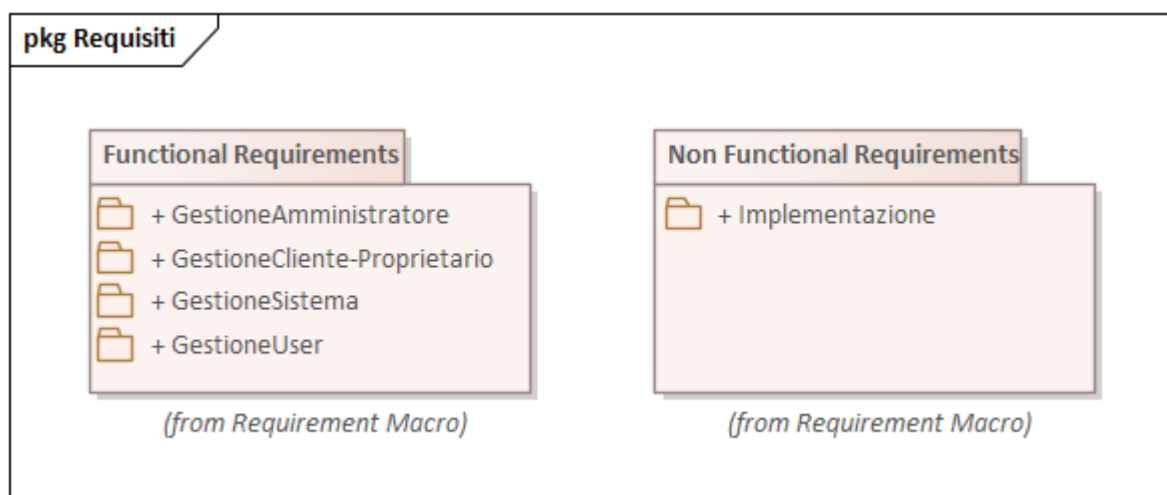 pkg Requisiti
Functional Requirements
+ GestioneAmministratore
+ GestioneCliente-Proprietario
+ GestioneSistema
+ GestioneUser
(from Requirement Macro)
Non Functional Requirements
+ Implementazione
(from Requirement Macro)